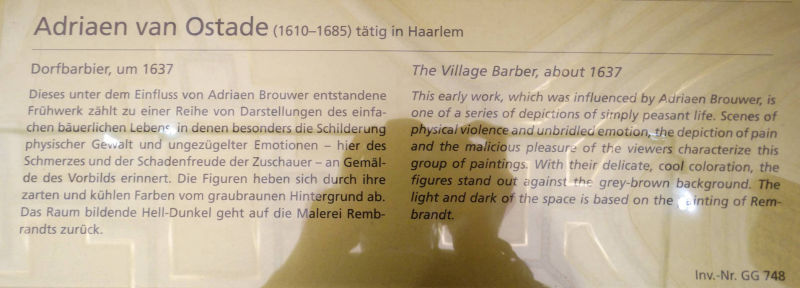 Adriaen van Ostade (1610–1685) tätig in Haarlem
Dorfbarbier, um 1637
Dieses unter dem Einfluss von Adriaen Brouwer entstandene
Frühwerk zählt zu einer Reihe von Darstellungen des einfa-
chen bäuerlichen Lebens, in denen besonders die Schilderung
physischer Gewalt und ungezügelter Emotionen – hier des
Schmerzes und der Schadenfreude der Zuschauer – an Gemäl-
de des Vorbilds erinnert. Die Figuren heben sich durch ihre
zarten und kühlen Farben vom graubraunen Hintergrund ab.
Das Raum bildende Hell-Dunkel geht auf die Malerei Remb-
randts zurück.
The Village Barber, about 1637
This early work, which was influenced by Adriaen Brouwer, is
one of a series of depictions of simply peasant life. Scenes of
physical violence and unbridled emotion, the depiction of pain
and the malicious pleasure of the viewers characterize this
group of paintings. With their delicate, cool coloration, the
figures stand out against the grey-brown background. The
light and dark of the space is based on the painting of Rem-
brandt.
Inv.-Nr. GG 748